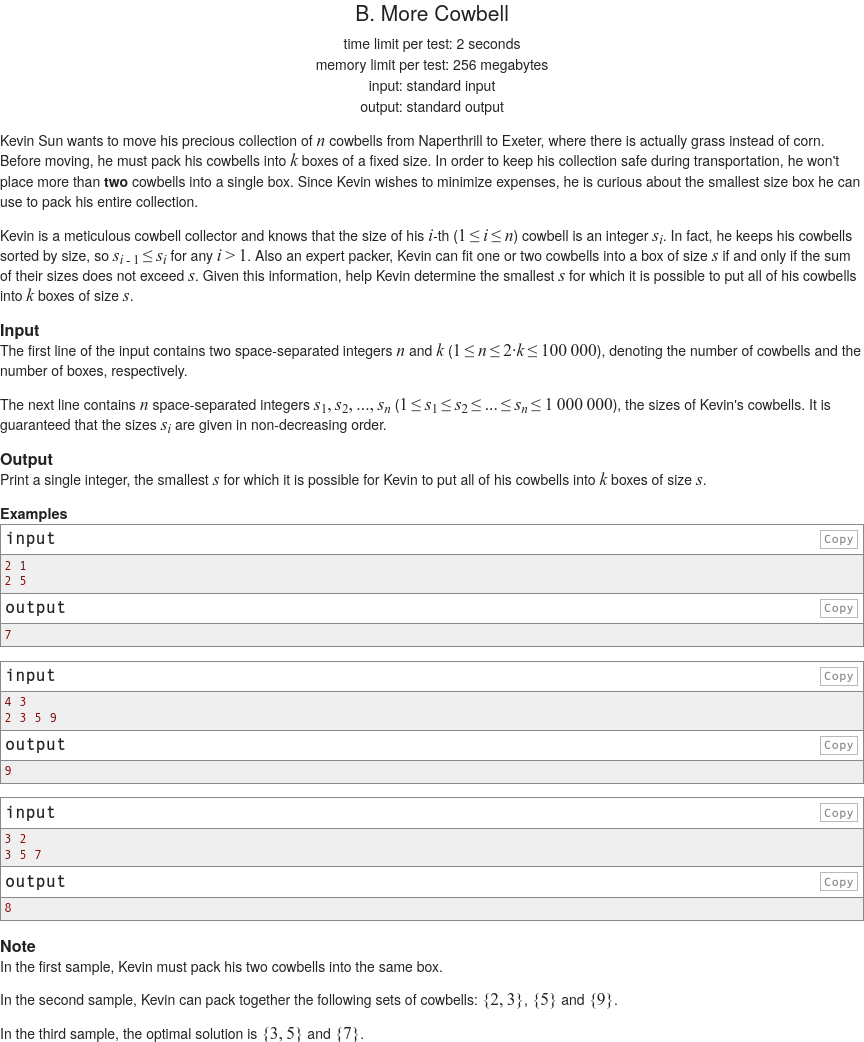 B. More Cowbell
time limit per test: 2 seconds
memory limit per test: 256 megabytes
input: standard input
output: standard output
Kevin Sun wants to move his precious collection of n cowbells from Naperthrill to Exeter, where there is actually grass instead of corn.
Before moving, he must pack his cowbells into k boxes of a fixed size. In order to keep his collection safe during transportation, he won't
place more than two cowbells into a single box. Since Kevin wishes to minimize expenses, he is curious about the smallest size box he can
use to pack his entire collection.
Kevin is a meticulous cowbell collector and knows that the size of his i-th (1 ≤ i ≤ n) cowbell is an integer s_i. In fact, he keeps his cowbells
sorted by size, so s_{i - 1} ≤ s_i for any i > 1. Also an expert packer, Kevin can fit one or two cowbells into a box of size s if and only if the sum
of their sizes does not exceed s. Given this information, help Kevin determine the smallest s for which it is possible to put all of his cowbells
into k boxes of size s.
Input
The first line of the input contains two space-separated integers n and k (1 ≤ n ≤ 2·k ≤ 100 000), denoting the number of cowbells and the
number of boxes, respectively.
The next line contains n space-separated integers s_1, s_2, ..., s_n (1 ≤ s_1 ≤ s_2 ≤ ... ≤ s_n ≤ 1 000 000), the sizes of Kevin's cowbells. It is
guaranteed that the sizes s_i are given in non-decreasing order.
Output
Print a single integer, the smallest s for which it is possible for Kevin to put all of his cowbells into k boxes of size s.
Examples
input Copy
2 1
2 5
output Copy
7
input Copy
4 3
2 3 5 9
output Copy
9
input Copy
3 2
3 5 7
output Copy
8
Note
In the first sample, Kevin must pack his two cowbells into the same box.
In the second sample, Kevin can pack together the following sets of cowbells: {2, 3}, {5} and {9}.
In the third sample, the optimal solution is {3, 5} and {7}.